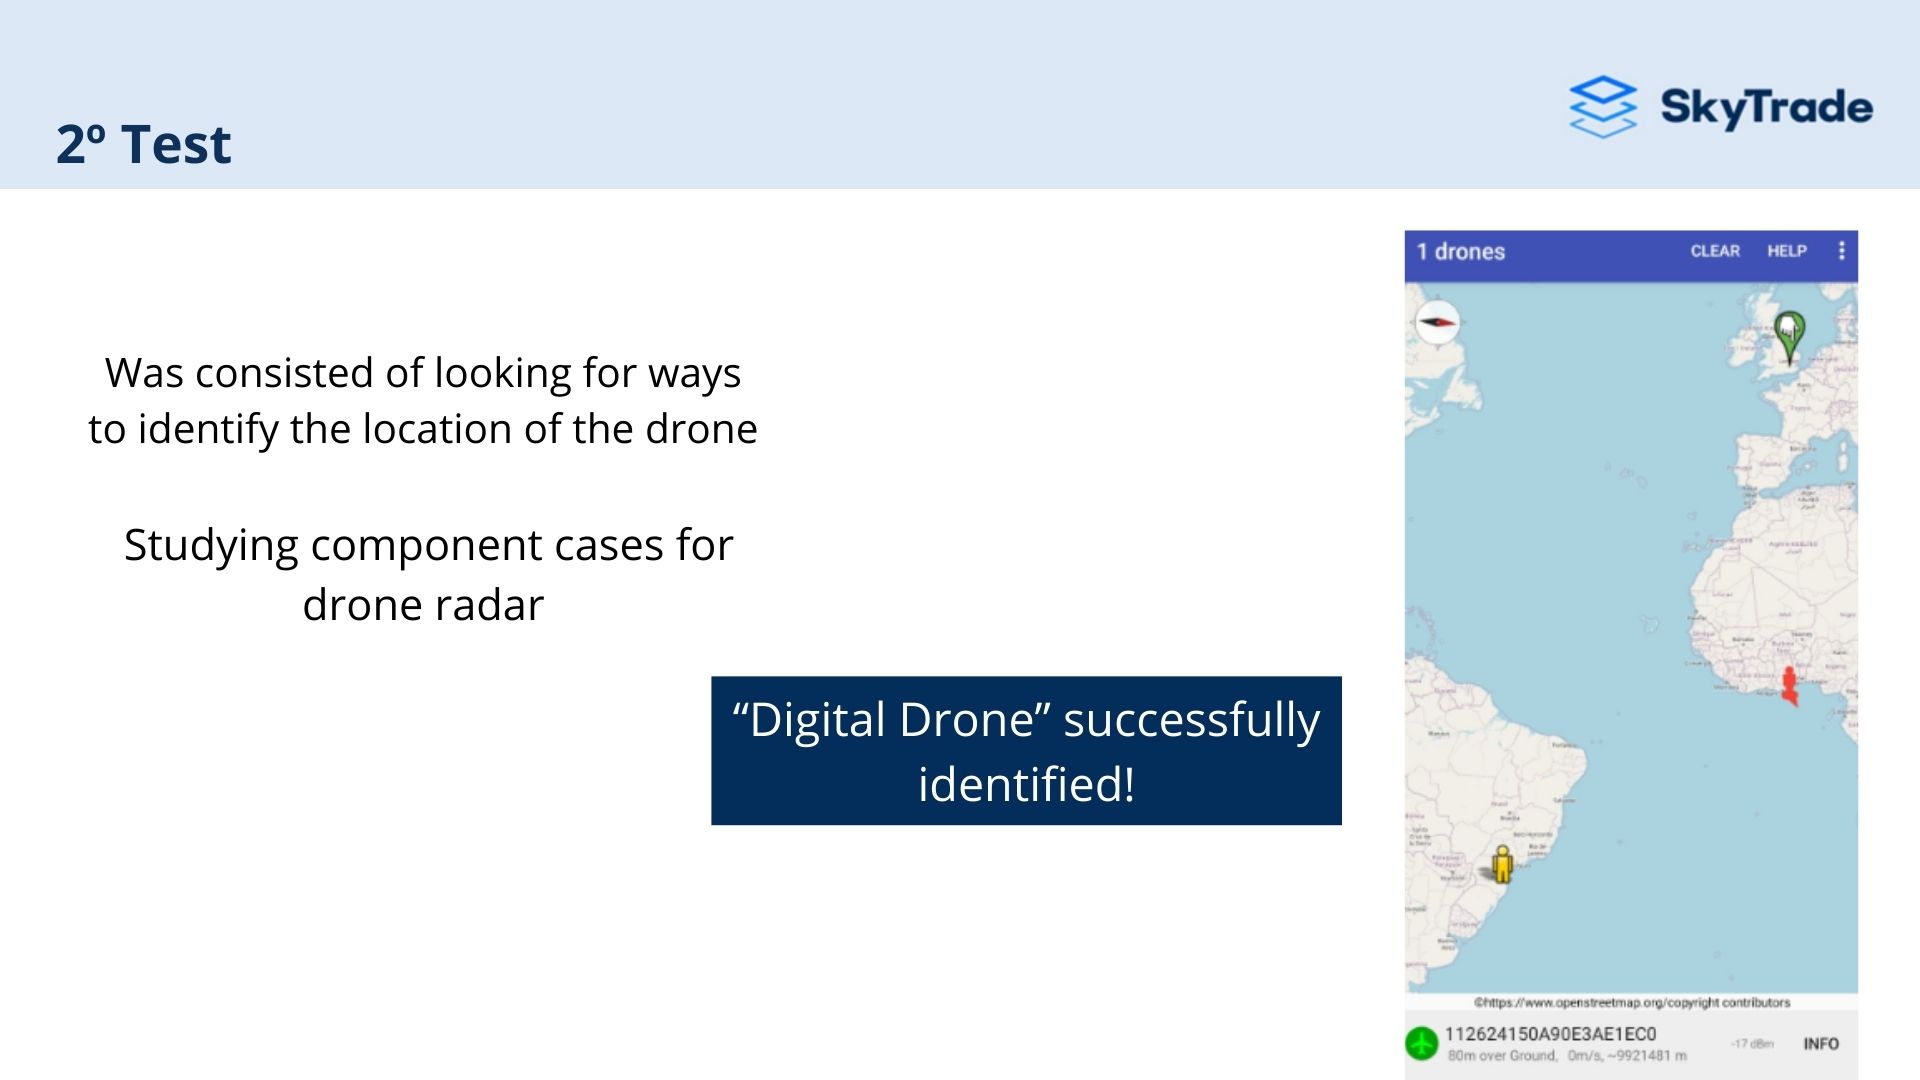 2º Test
SkyTrade
Was consisted of looking for ways
to identify the location of the drone
Studying component cases for
drone radar
“Digital Drone” successfully
identified!
1 drones
CLEAR
HELP
©https://www.openstreetmap.org/copyright contributors
112624150A90E3AE1EC0
80m over Ground, 0m/s, ~9921481 m
-17 dBm
INFO